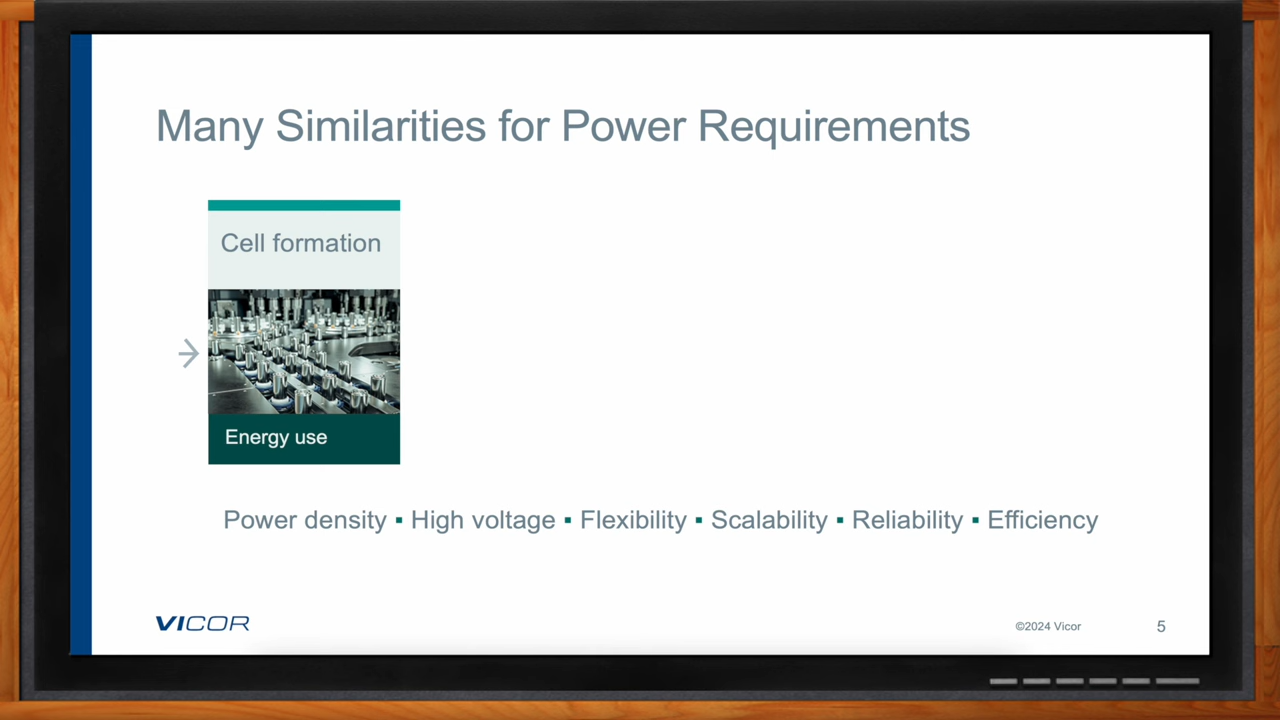 Many Similarities for Power Requirements
Cell formation
Energy use
Power density ▪ High voltage ▪ Flexibility ▪ Scalability ▪ Reliability ▪ Efficiency
VICOR
©2024 Vicor
5